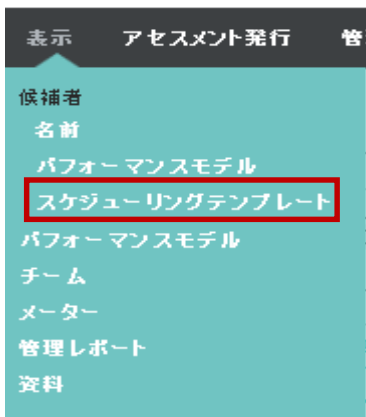 表示 アセスメント発行 管
候補者
名前
パフォーマンスモデル
スケジューリングテンプレート
パフォーマンスモデル
チーム
メーター
管理レポート
資料